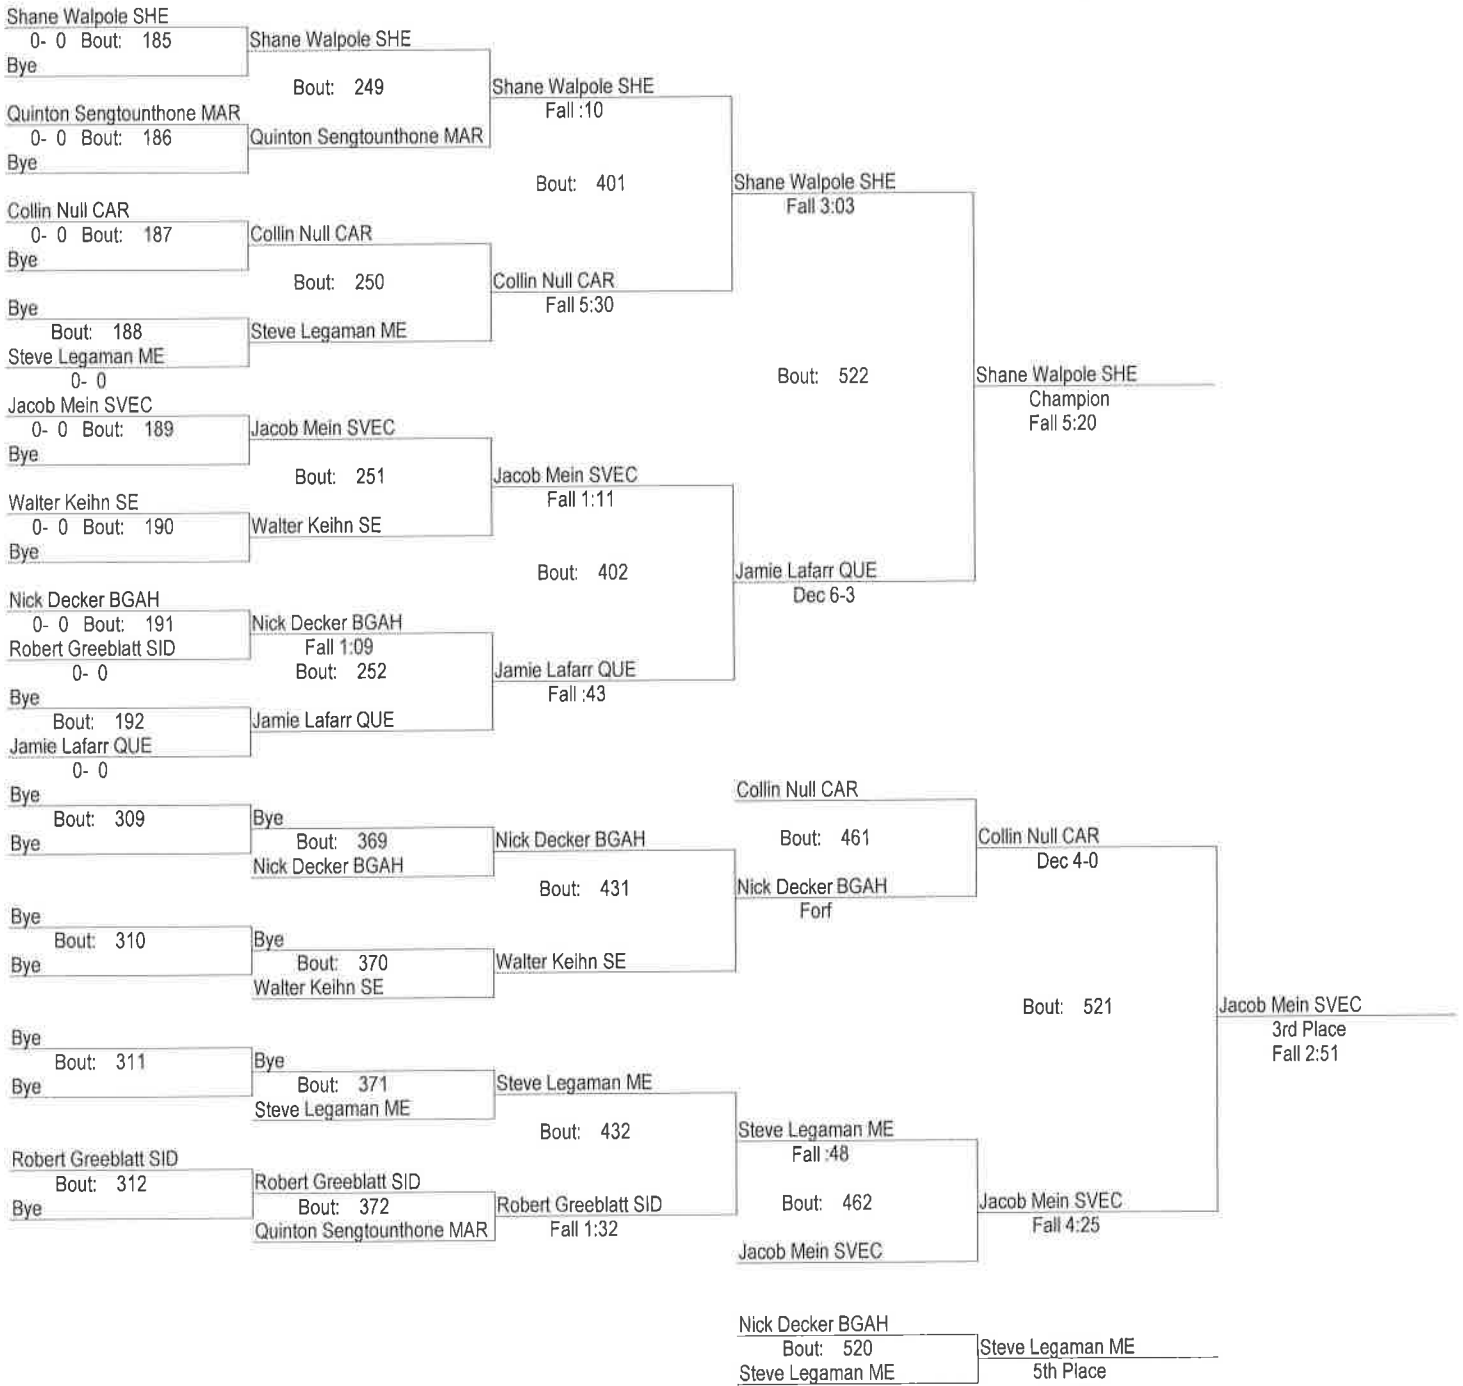 Shane Walpole SHE
0- 0 Bout: 185
Bye
Shane Walpole SHE
Bout: 249
Quinton Sengtounthone MAR
0- 0 Bout: 186
Bye
Quinton Sengtounthone MAR
Shane Walpole SHE
Fall :10
Bout: 401
Collin Null CAR
0- 0 Bout: 187
Bye
Collin Null CAR
Bout: 250
Bye
Bout: 188
Steve Legaman ME
0- 0
Steve Legaman ME
Collin Null CAR
Fall 5:30
Shane Walpole SHE
Fall 3:03
Bout: 522
Jacob Mein SVEC
0- 0 Bout: 189
Bye
Jacob Mein SVEC
Bout: 251
Walter Keihn SE
0- 0 Bout: 190
Bye
Walter Keihn SE
Jacob Mein SVEC
Fall 1:11
Bout: 402
Nick Decker BGAH
0- 0 Bout: 191
Robert Greeblatt SID
0- 0
Nick Decker BGAH
Fall 1:09
Bout: 252
Bye
Bout: 192
Jamie Lafarr QUE
0- 0
Jamie Lafarr QUE
Jamie Lafarr QUE
Fall :43
Jamie Lafarr QUE
Dec 6-3
Shane Walpole SHE
Champion
Fall 5:20
Bye
Bout: 309
Bye
Bye
Bout: 369
Nick Decker BGAH
Nick Decker BGAH
Bout: 431
Bye
Bout: 310
Bye
Bye
Bout: 370
Walter Keihn SE
Walter Keihn SE
Collin Null CAR
Bout: 461
Nick Decker BGAH
Forf
Collin Null CAR
Dec 4-0
Bout: 521
Bye
Bout: 311
Bye
Bye
Bout: 371
Steve Legaman ME
Steve Legaman ME
Bout: 432
Robert Greeblatt SID
Bout: 312
Bye
Robert Greeblatt SID
Bout: 372
Quinton Sengtounthone MAR
Robert Greeblatt SID
Fall 1:32
Steve Legaman ME
Fall :48
Bout: 462
Jacob Mein SVEC
Jacob Mein SVEC
Fall 4:25
Jacob Mein SVEC
3rd Place
Fall 2:51
Nick Decker BGAH
Bout: 520
Steve Legaman ME
Steve Legaman ME
5th Place